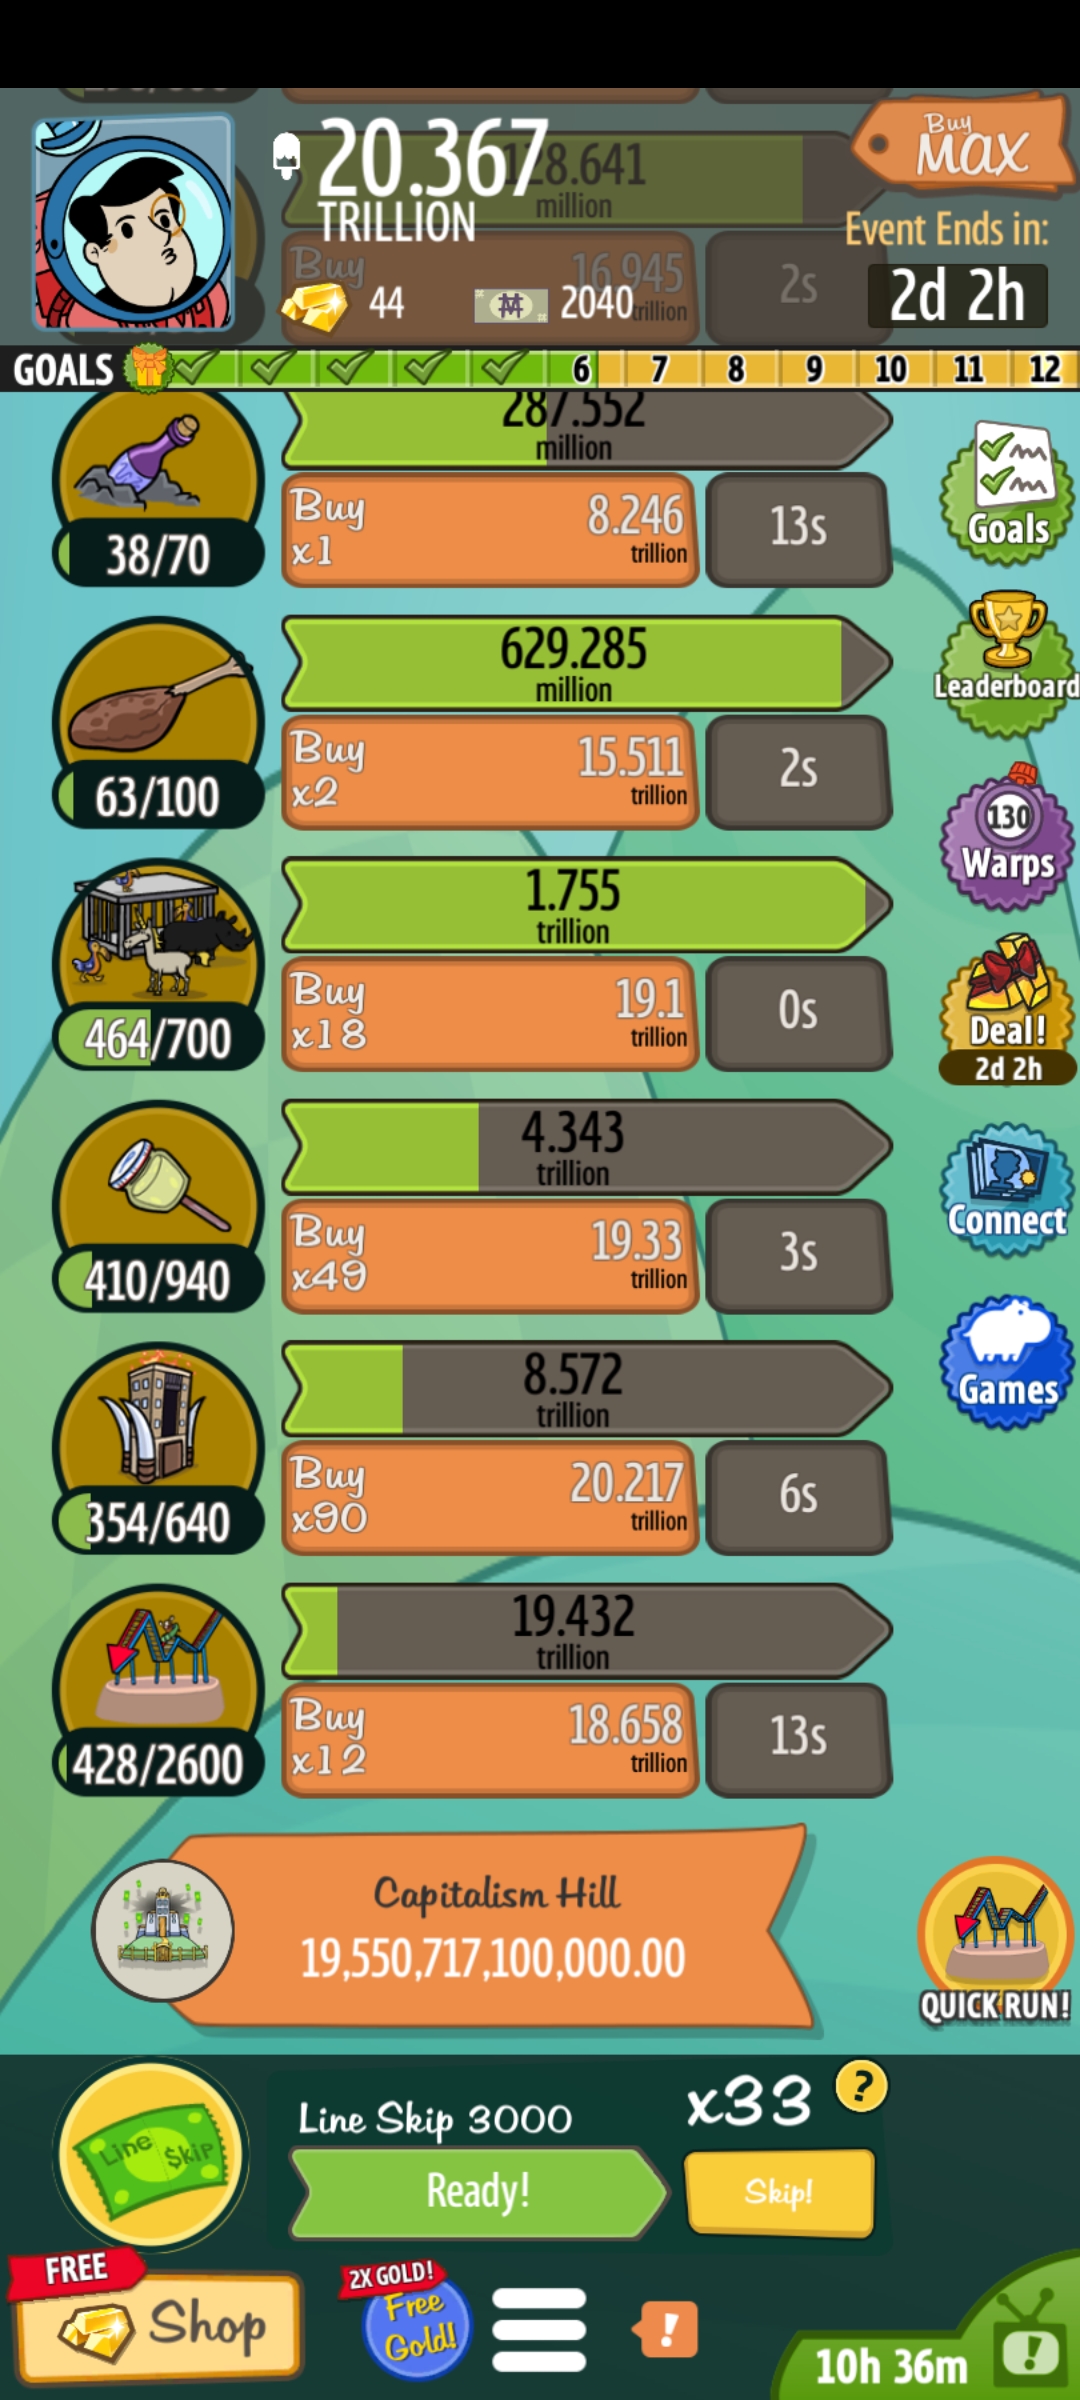 20.367
TRILLION
128.641
million
Buy
16.945
trillion
2s
44
2040
Buy
MAX
Event Ends in:
2d 2h
GOALS
6
7
8
9
10
11
12
287.552
million
Buy
x1
8.246
trillion
13s
38/70
Goals
629.285
million
Buy
x2
15.511
trillion
2s
63/100
Leaderboard
1.755
trillion
Buy
x18
19.1
trillion
0s
464/700
130
Warps
Deal!
2d 2h
4.343
trillion
Buy
x49
19.33
trillion
3s
410/940
Connect
8.572
trillion
Buy
x90
20.217
trillion
6s
354/640
Games
19.432
trillion
Buy
x12
18.658
trillion
13s
428/2600
Capitalism Hill
19,550,717,100,000.00
QUICK RUN!
Line $kip
Line Skip 3000
x33
?
Ready!
Skip!
FREE
Shop
2X GOLD!
Free
Gold!
!
10h 36m
!